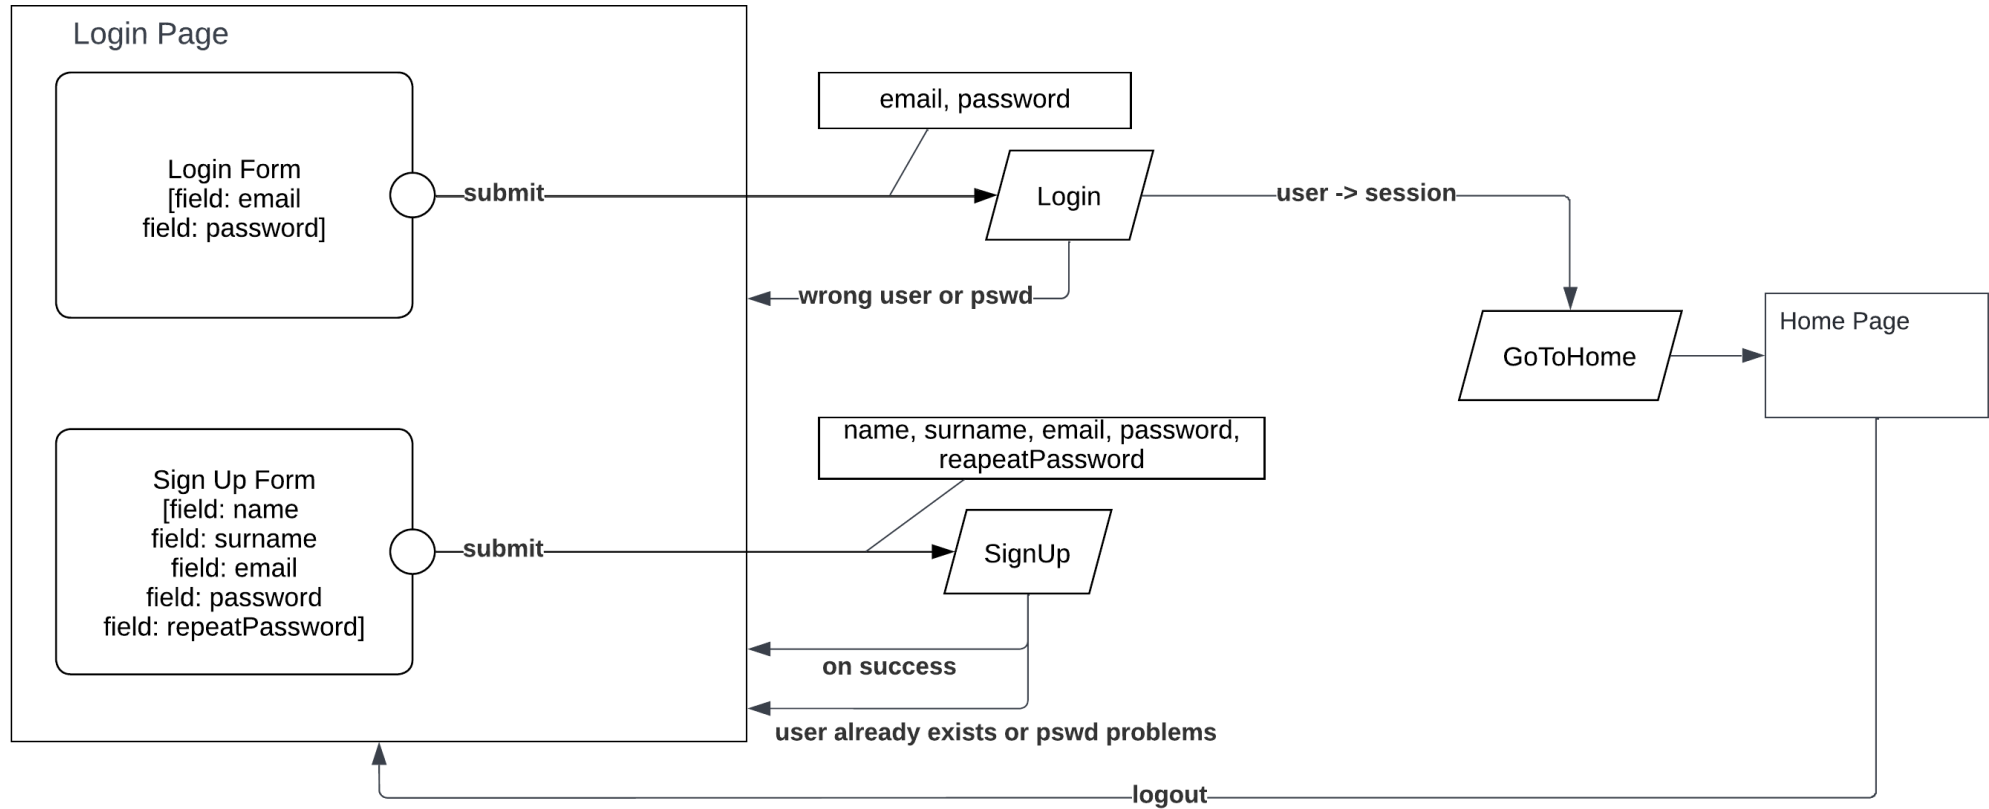 Login Page
email, password
Login Form
[field: email
field: password]
submit
Login
user -> session
wrong user or pswd
GoToHome
Home Page
name, surname, email, password,
reapeatPassword
Sign Up Form
[field: name
field: surname
field: email
field: password
field: repeatPassword]
submit
SignUp
on success
user already exists or pswd problems
logout